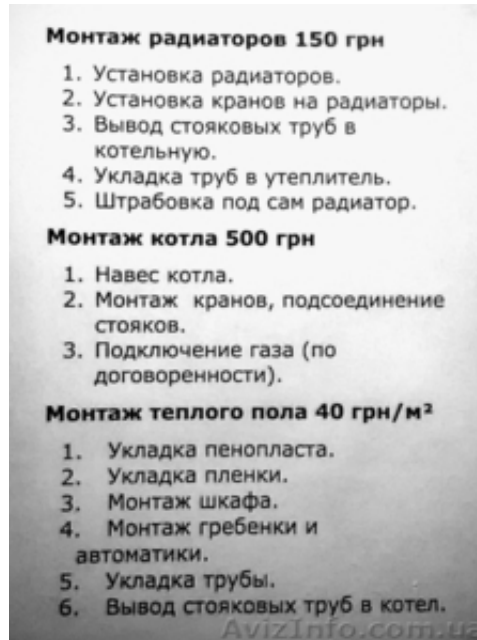 Монтаж радиаторов 150 грн
1. Установка радиаторов.
2. Установка кранов на радиаторы.
3. Вывод стояковых труб в
котельную.
4. Укладка труб в утеплитель.
5. Штрабовка под сам радиатор.
Монтаж котла 500 грн
1. Навес котла.
2. Монтаж кранов, подсоединение
стояков.
3. Подключение газа (по
договоренности).
Монтаж теплого пола 40 грн/м²
1. Укладка пенопласта.
2. Укладка пленки.
3. Монтаж шкафа.
4. Монтаж гребенки и
автоматики.
5. Укладка трубы.
6. Вывод стояковых труб в котел.
AvizInfo.com.ua